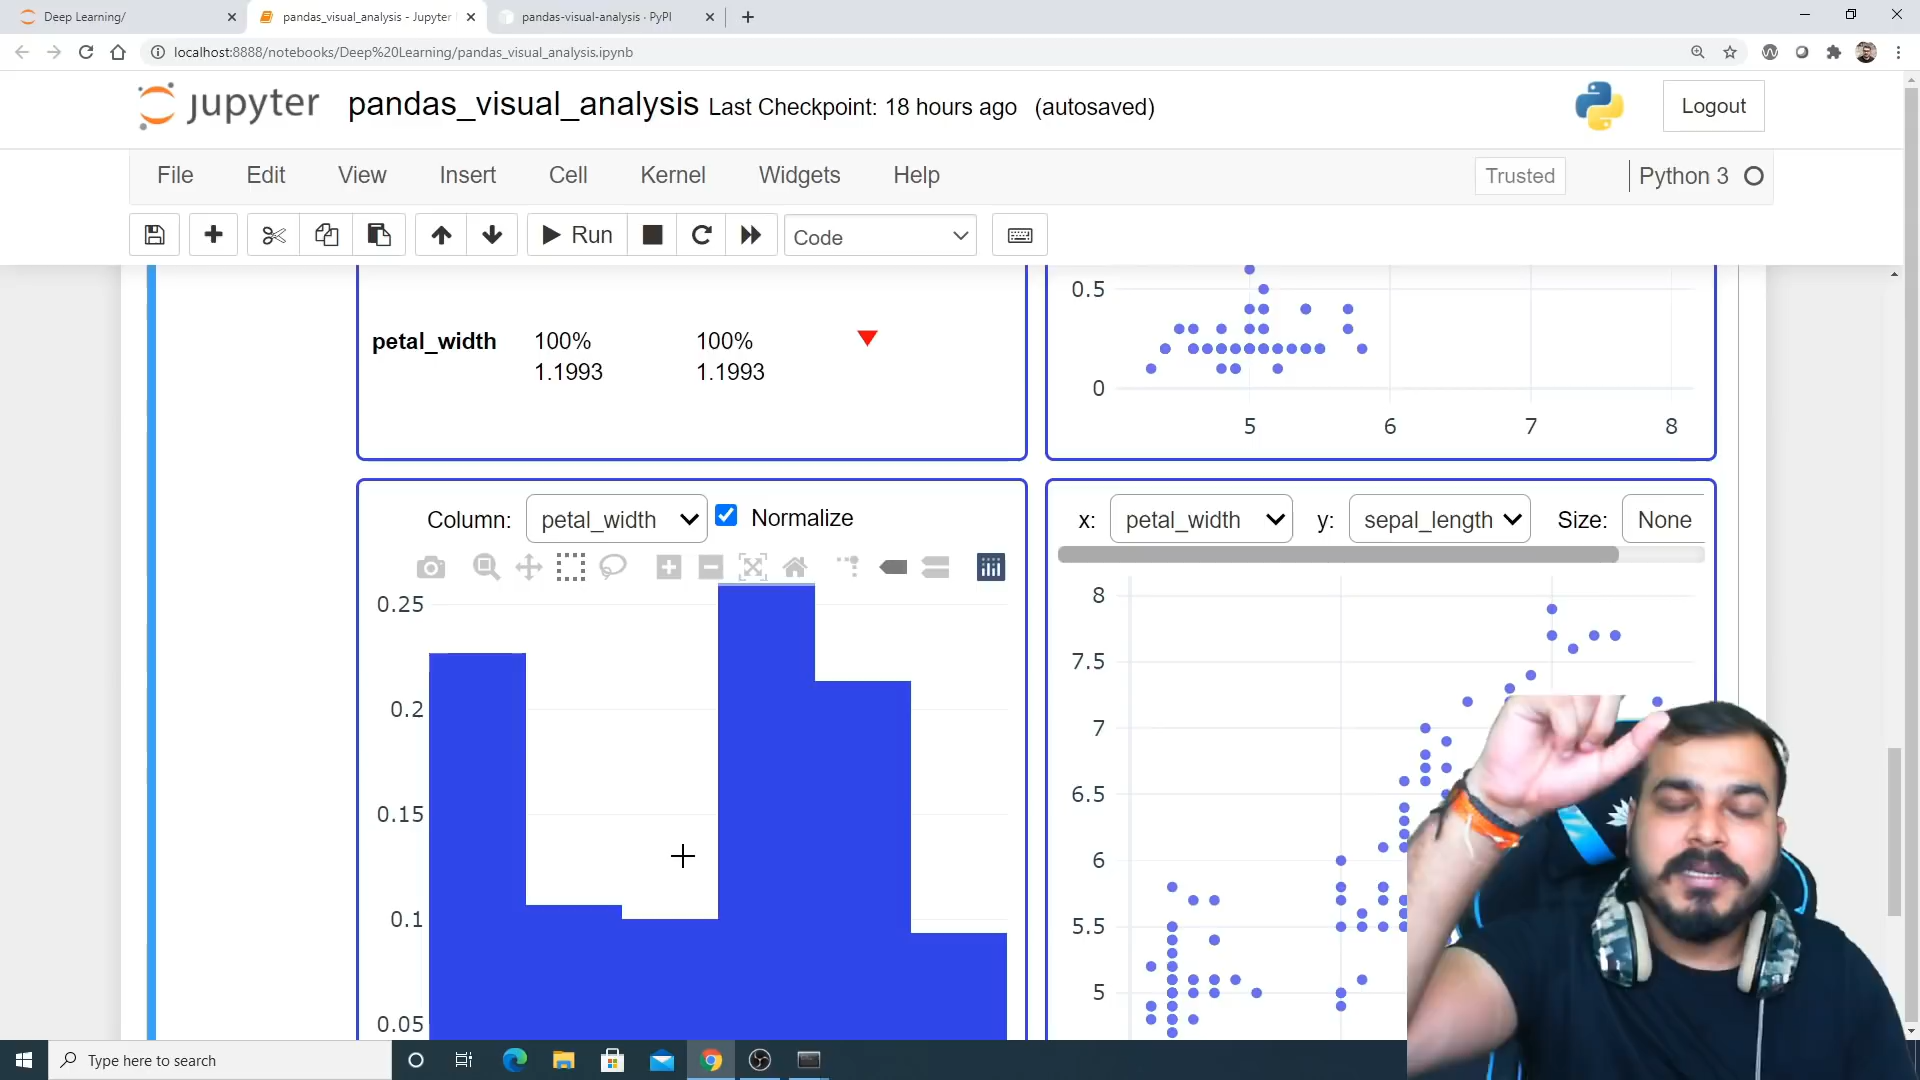 Deep Learning/
pandas_visual_analysis - Jupyter
pandas-visual-analysis · PyPI
localhost:8888/notebooks/Deep%20Learning/pandas_visual_analysis.ipynb
jupyter pandas_visual_analysis Last Checkpoint: 18 hours ago (autosaved)
Logout
File Edit View Insert Cell Kernel Widgets Help
Trusted
Python 3
Run
Code
petal_width 100% 100%
1.1993 1.1993
0.5
0
5 6 7 8
Column: petal_width Normalize
0.25
0.2
0.15
0.1
0.05
x: petal_width y: sepal_length Size: None
8
7.5
7
6.5
6
5.5
5
Type here to search